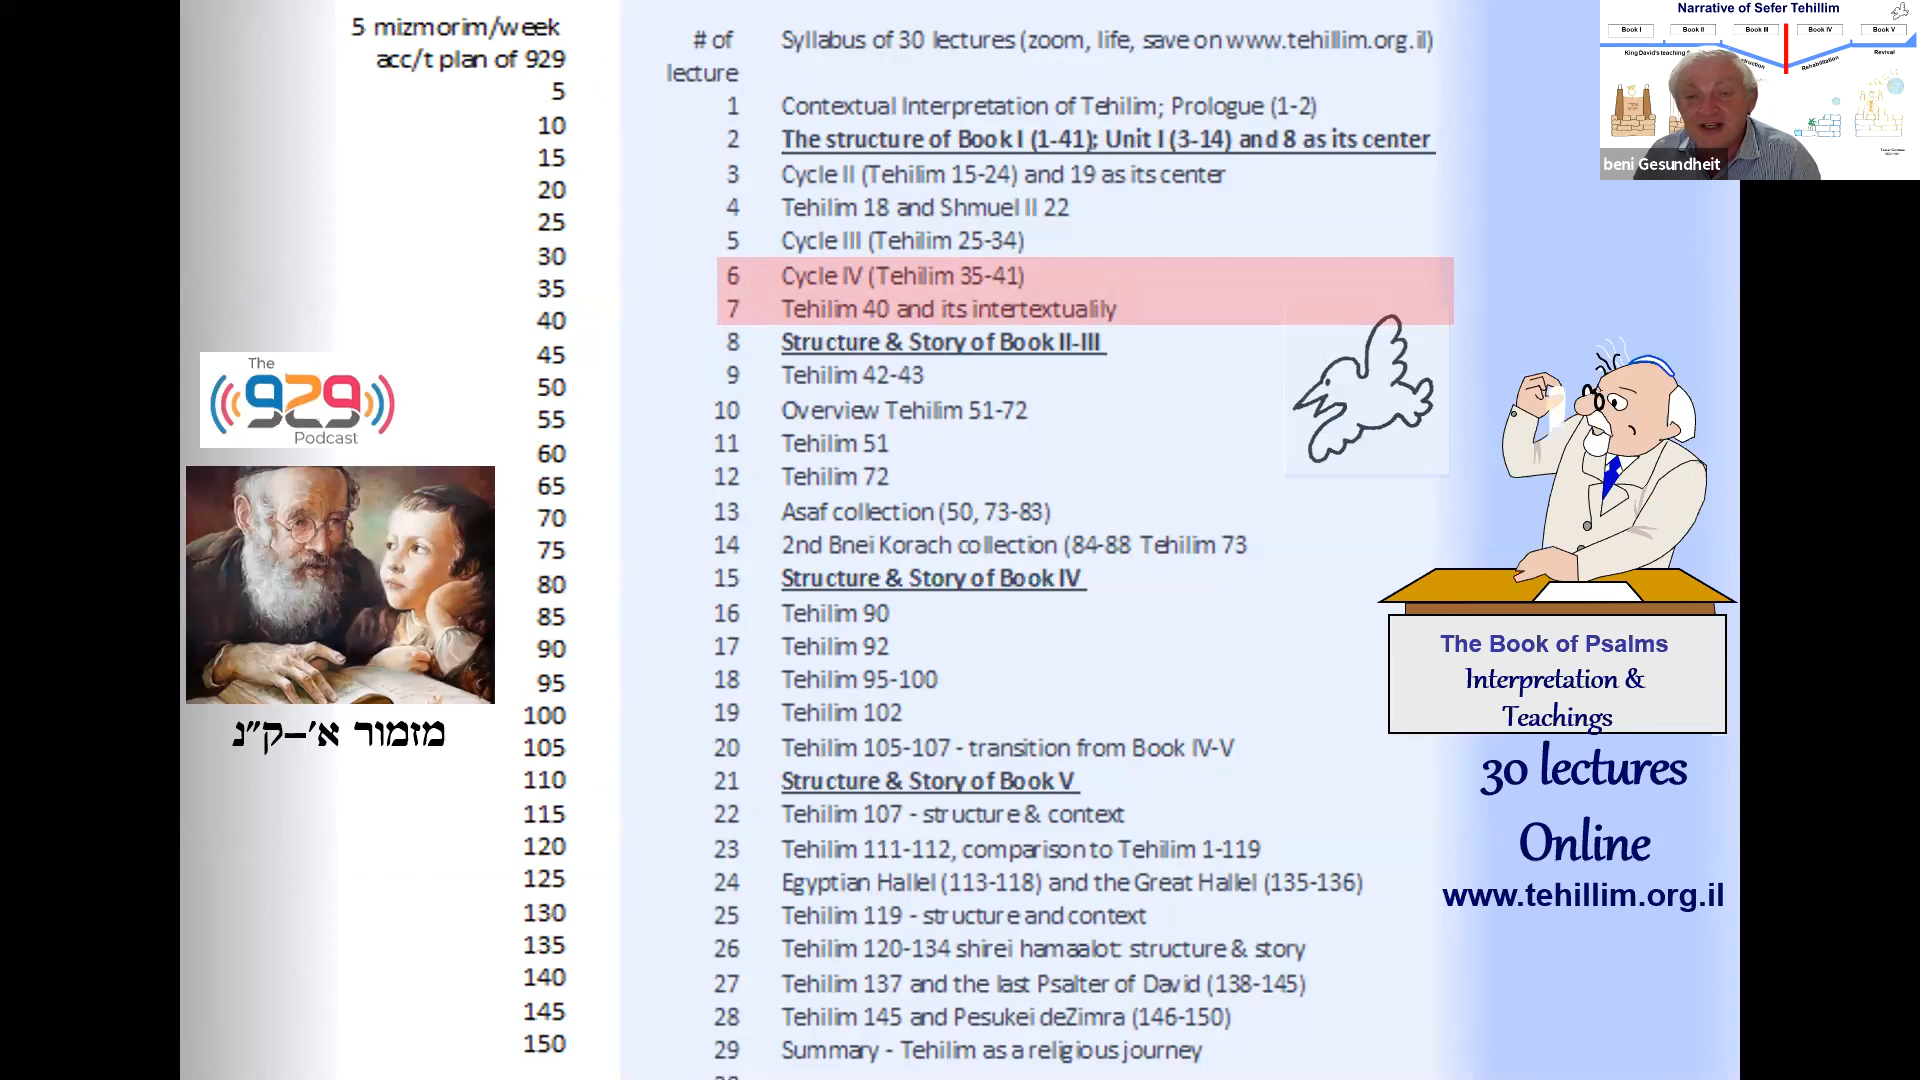 5 mizmorim/week
acc/t plan of 929
5
10
15
20
25
30
35
40
45
50
55
60
65
70
75
80
85
90
95
100
105
110
115
120
125
130
135
140
145
150
The
929
Podcast
מזמור א'–ק"נ
# of lecture Syllabus of 30 lectures (zoom, life, save on www.tehillim.org.il)
1 Contextual Interpretation of Tehilim; Prologue (1-2)
2 The structure of Book I (1-41); Unit I (3-14) and 8 as its center
3 Cycle II (Tehilim 15-24) and 19 as its center
4 Tehilim 18 and Shmuel II 22
5 Cycle III (Tehilim 25-34)
6 Cycle IV (Tehilim 35-41)
7 Tehilim 40 and its intertextualily
8 Structure & Story of Book II-III
9 Tehilim 42-43
10 Overview Tehilim 51-72
11 Tehilim 51
12 Tehilim 72
13 Asaf collection (50, 73-83)
14 2nd Bnei Korach collection (84-88 Tehilim 73
15 Structure & Story of Book IV
16 Tehilim 90
17 Tehilim 92
18 Tehilim 95-100
19 Tehilim 102
20 Tehilim 105-107 - transition from Book IV-V
21 Structure & Story of Book V
22 Tehilim 107 - structure & context
23 Tehilim 111-112, comparison to Tehilim 1-119
24 Egyptian Hallel (113-118) and the Great Hallel (135-136)
25 Tehilim 119 - structure and context
26 Tehilim 120-134 shirei hamaalot: structure & story
27 Tehilim 137 and the last Psalter of David (138-145)
28 Tehilim 145 and Pesukei deZimra (146-150)
29 Summary - Tehilim as a religious journey
The Book of Psalms
Interpretation &
Teachings
30 lectures
Online
www.tehillim.org.il
Narrative of Sefer Tehillim
Book I Book II Book III Book IV Book V
King David's teaching
Rehabilitation
Revival
beni Gesundheit